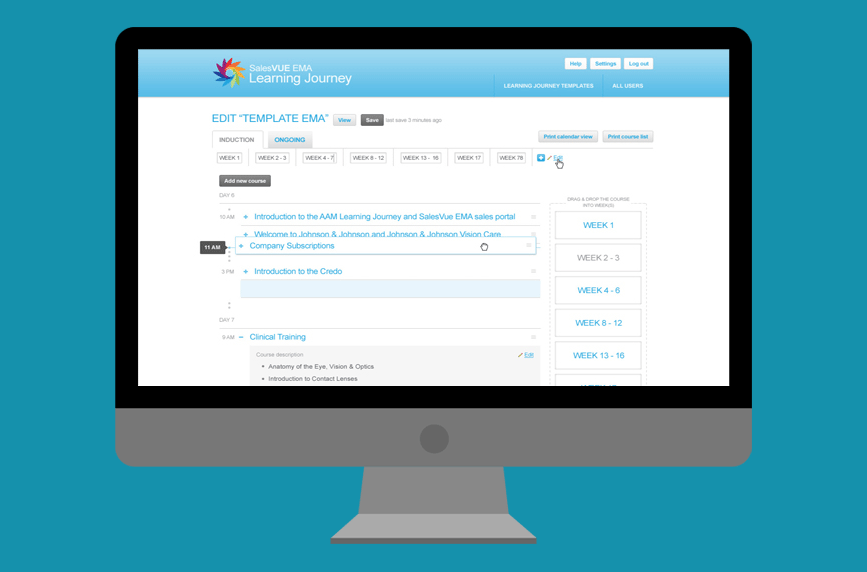 SalesVUE EMA
Learning Journey
Help
Settings
Log out
LEARNING JOURNEY TEMPLATES
ALL USERS
EDIT “TEMPLATE EMA”
View
Save
last save 3 minutes ago
INDUCTION
ONGOING
Print calendar view
Print course list
WEEK 1
WEEK 2 - 3
WEEK 4 - 7
WEEK 8 - 12
WEEK 13 - 16
WEEK 17
WEEK 78
Edit
Add new course
DAY 6
10 AM
Introduction to the AAM Learning Journey and SalesVue EMA sales portal
Welcome to Johnson & Johnson and Johnson & Johnson Vision Care
11 AM
Company Subscriptions
3 PM
Introduction to the Credo
DAY 7
9 AM
Clinical Training
Course description
Edit
• Anatomy of the Eye, Vision & Optics
• Introduction to Contact Lenses
DRAG & DROP THE COURSE
INTO WEEK(S)
WEEK 1
WEEK 2 - 3
WEEK 4 - 6
WEEK 8 - 12
WEEK 13 - 16